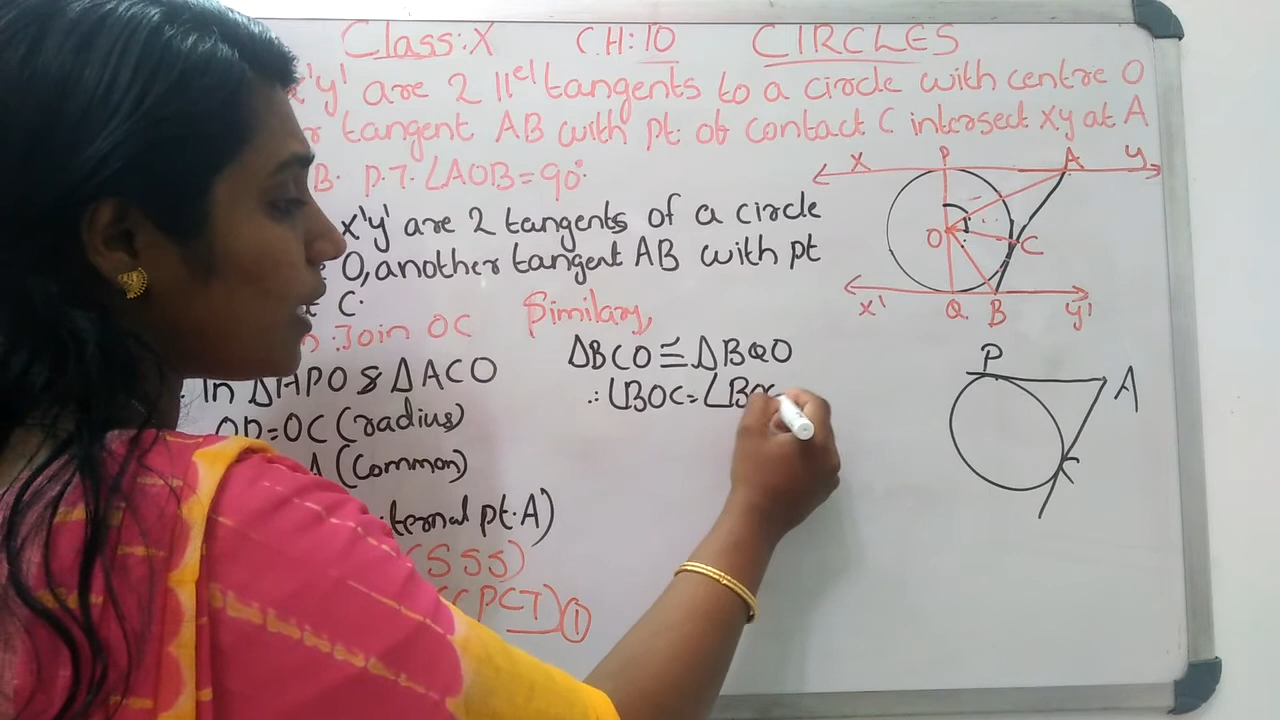 Class: X CH: 10 CIRCLES
x'y' are 2 llel tangents to a circle with centre O
tangent AB with pt. of contact C intersect xy at A
B. P.T. ∠AOB = 90°
x'y' are 2 tangents of a circle
O, another tangent AB with pt
C.
: Join OC
In ΔAPO & ΔACO
OP = OC (radius)
A (common)
ternal pt. A)
(SSS)
(CPCT) ①
Similary,
ΔBCO ≅ ΔBQO
∴ ∠BOC = ∠BO
X P A Y
O C
X' Q B Y'
P A
C